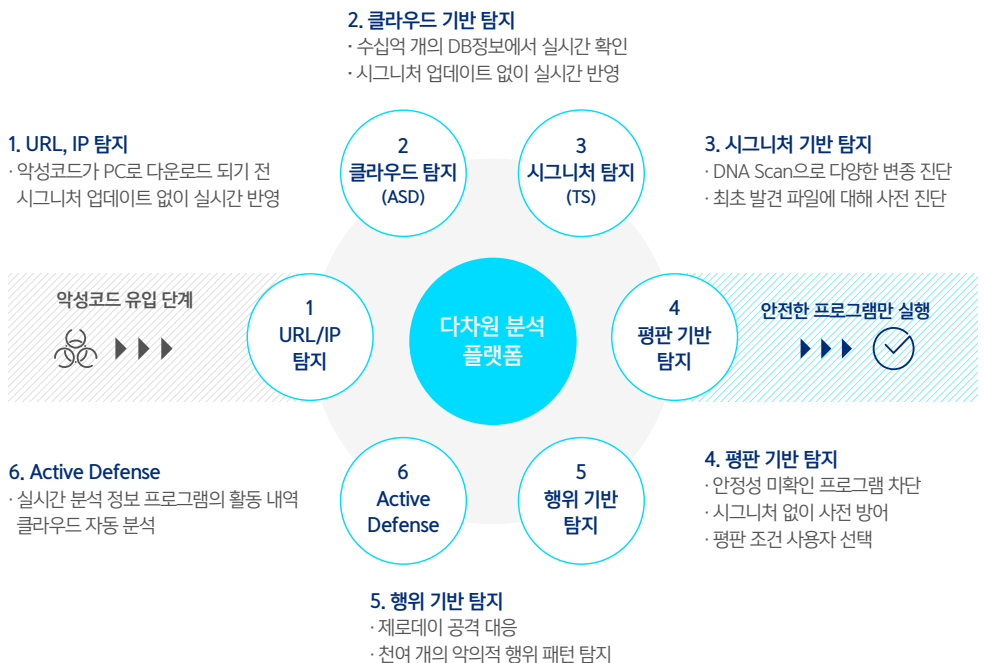 2. 클라우드 기반 탐지
· 수십억 개의 DB정보에서 실시간 확인
· 시그니처 업데이트 없이 실시간 반영
1. URL, IP 탐지
· 악성코드가 PC로 다운로드 되기 전
시그니처 업데이트 없이 실시간 반영
2
클라우드 탐지
(ASD)
3
시그니처 탐지
(TS)
3. 시그니처 기반 탐지
· DNA Scan으로 다양한 변종 진단
· 최초 발견 파일에 대해 사전 진단
악성코드 유입 단계
1
URL/IP
탐지
다차원 분석
플랫폼
4
평판 기반
탐지
안전한 프로그램만 실행
6. Active Defense
· 실시간 분석 정보 프로그램의 활동 내역
클라우드 자동 분석
6
Active
Defense
5
행위 기반
탐지
4. 평판 기반 탐지
· 안정성 미확인 프로그램 차단
· 시그니처 없이 사전 방어
· 평판 조건 사용자 선택
5. 행위 기반 탐지
· 제로데이 공격 대응
· 천여 개의 악의적 행위 패턴 탐지